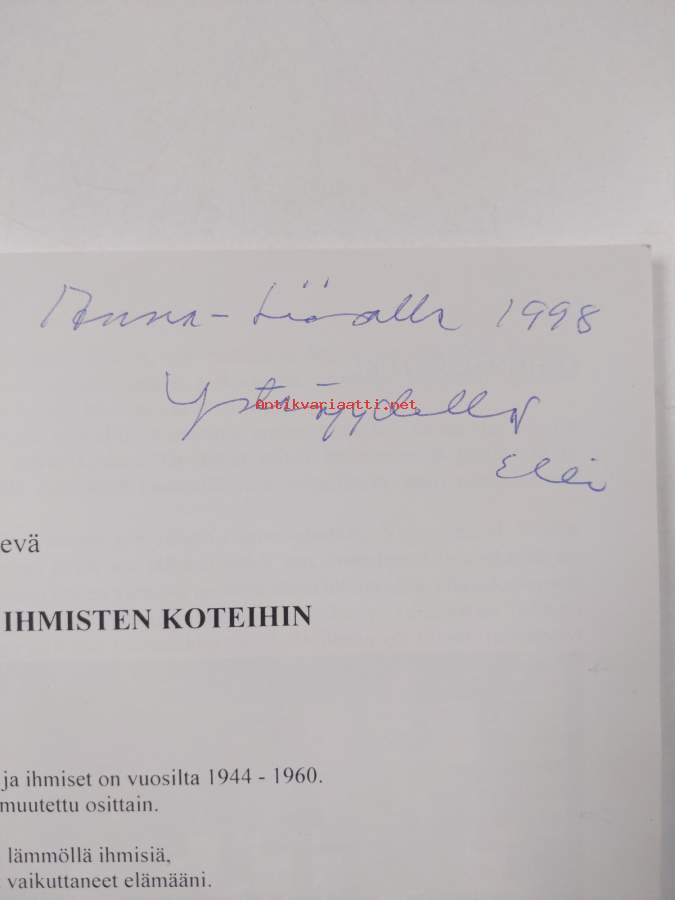 Anna-Liisalle 1998
Ystävyydellä
Antikvariaatti.net
Elli
evä
IHMISTEN KOTEIHIN
ja ihmiset on vuosilta 1944 - 1960.
muutettu osittain.
lämmöllä ihmisiä,
vaikuttaneet elämääni.